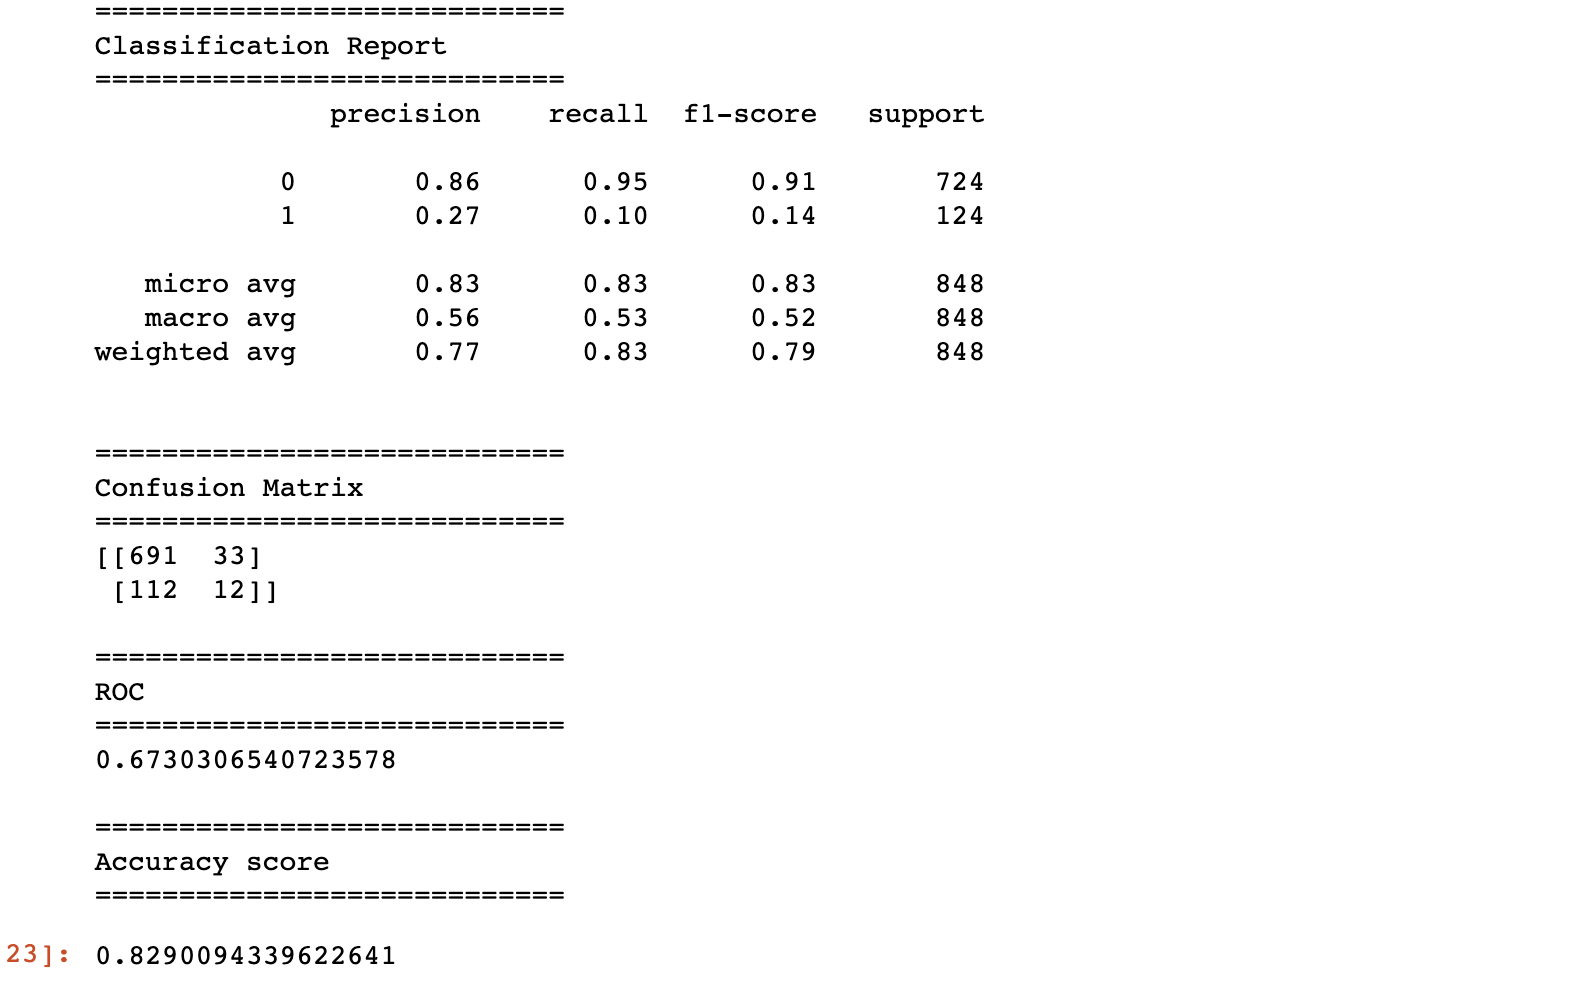 ============================
Classification Report
============================
              precision    recall  f1-score   support

           0       0.86      0.95      0.91       724
           1       0.27      0.10      0.14       124

   micro avg       0.83      0.83      0.83       848
   macro avg       0.56      0.53      0.52       848
weighted avg       0.77      0.83      0.79       848

============================
Confusion Matrix
============================
[[691  33]
 [112  12]]

============================
ROC
============================
0.6730306540723578

============================
Accuracy score
============================
23]: 0.8290094339622641